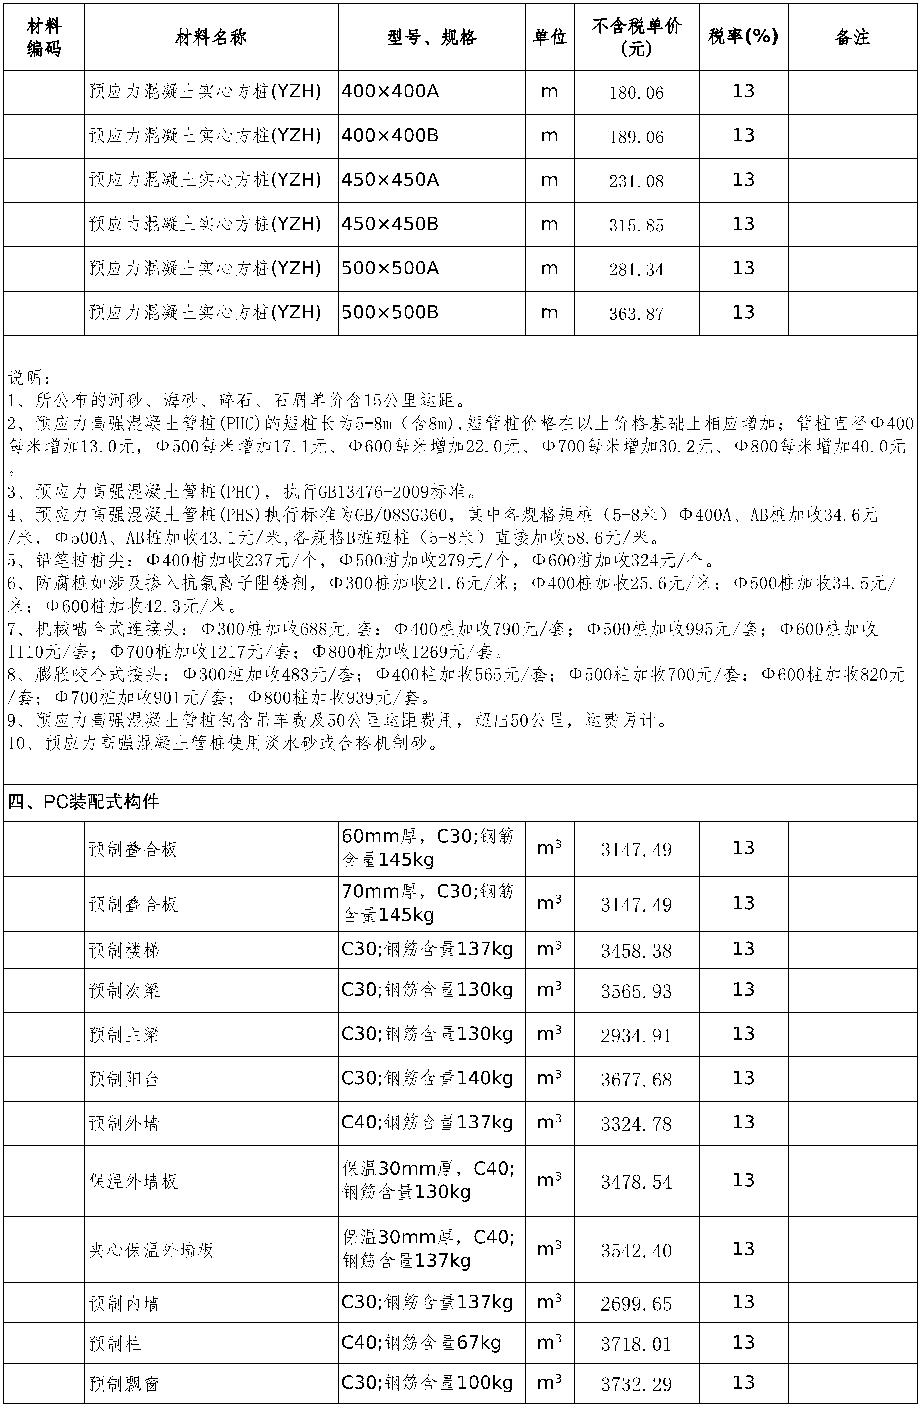 材料编码 材料名称 型号、规格 单位 不含税单价(元) 税率(%) 备注
预应力混凝土实心方桩(YZH) 400×400A m 180.06 13
预应力混凝土实心方桩(YZH) 400×400B m 189.06 13
预应力混凝土实心方桩(YZH) 450×450A m 231.08 13
预应力混凝土实心方桩(YZH) 450×450B m 315.85 13
预应力混凝土实心方桩(YZH) 500×500A m 281.34 13
预应力混凝土实心方桩(YZH) 500×500B m 363.87 13
说明：
1、所公布的河砂、海砂、碎石、石屑单价含15公里运距。
2、预应力高强混凝土管桩(PHC)的短桩长为5-8m（含8m),短管桩价格在以上价格基础上相应增加；管桩直径Φ400
每米增加13.0元，Φ500每米增加17.1元、Φ600每米增加22.0元、Φ700每米增加30.2元、Φ800每米增加40.0元
。
3、预应力高强混凝土管桩(PHC)，执行GB13476-2009标准。
4、预应力高强混凝土管桩(PHS)执行标准为GB/08SG360，其中各规格短桩（5-8米）Φ400A、AB桩加收34.6元
/米，Φ500A、AB桩加收43.1元/米,各规格B桩短桩（5-8米）直接加收58.6元/米。
5、铅笔桩桩尖：Φ400桩加收237元/个，Φ500桩加收279元/个，Φ600桩加收324元/个。
6、防腐桩如涉及掺入抗氯离子阻锈剂，Φ300桩加收21.6元/米；Φ400桩加收25.6元/米；Φ500桩加收34.5元/
米；Φ600桩加收42.3元/米。
7、机械啮合式连接头：Φ300桩加收688元/套；Φ400桩加收790元/套；Φ500桩加收995元/套；Φ600桩加收
1110元/套；Φ700桩加收1217元/套；Φ800桩加收1269元/套。
8、膨胀咬合式接头；Φ300桩加收483元/套；Φ400桩加收565元/套；Φ500桩加收700元/套；Φ600桩加收820元
/套；Φ700桩加收901元/套；Φ800桩加收939元/套。
9、预应力高强混凝土管桩包含吊车费及50公里运距费用，超出50公里，运费另计。
10、预应力高强混凝土管桩使用淡水砂或合格机制砂。
四、PC装配式构件
预制叠合板 60mm厚，C30;钢筋含量145kg m³ 3147.49 13
预制叠合板 70mm厚，C30;钢筋含量145kg m³ 3147.49 13
预制楼梯 C30;钢筋含量137kg m³ 3458.38 13
预制次梁 C30;钢筋含量130kg m³ 3565.93 13
预制主梁 C30;钢筋含量130kg m³ 2934.91 13
预制阳台 C30;钢筋含量140kg m³ 3677.68 13
预制外墙 C40;钢筋含量137kg m³ 3324.78 13
保温外墙板 保温30mm厚，C40;钢筋含量130kg m³ 3478.54 13
夹心保温外墙板 保温30mm厚，C40;钢筋含量137kg m³ 3542.40 13
预制内墙 C30;钢筋含量137kg m³ 2699.65 13
预制柱 C40;钢筋含量67kg m³ 3718.01 13
预制飘窗 C30;钢筋含量100kg m³ 3732.29 13